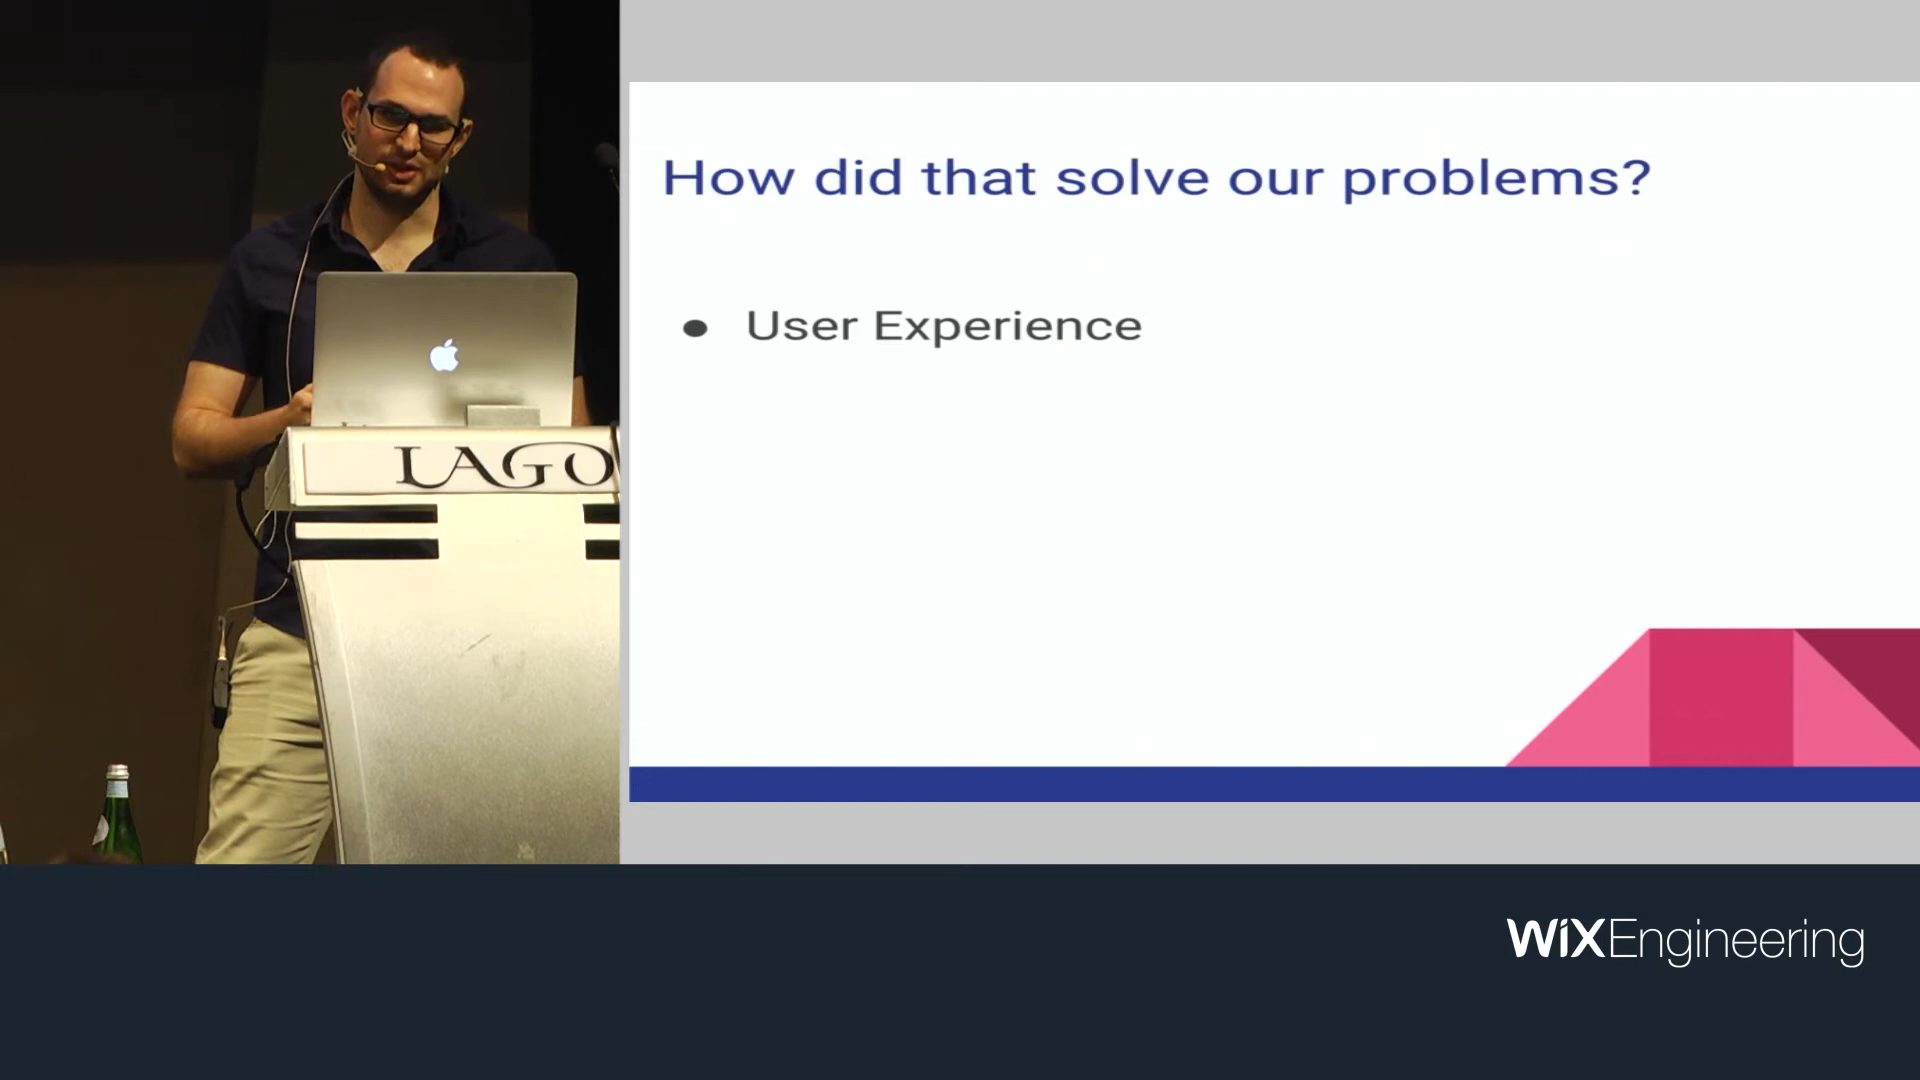 How did that solve our problems?
● User Experience
LAGO
WiXEngineering